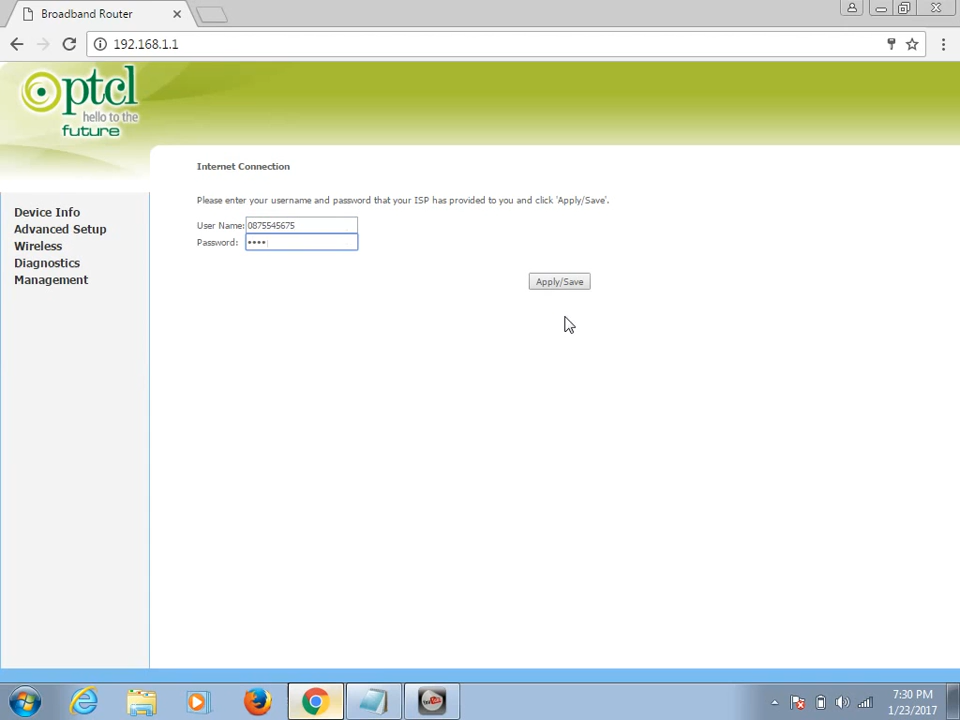 Broadband Router
192.168.1.1
ptcl
hello to the
future
Internet Connection
Please enter your username and password that your ISP has provided to you and click 'Apply/Save'.
User Name: 0875545675
Password: ••••
Apply/Save
Device Info
Advanced Setup
Wireless
Diagnostics
Management
7:30 PM
1/23/2017